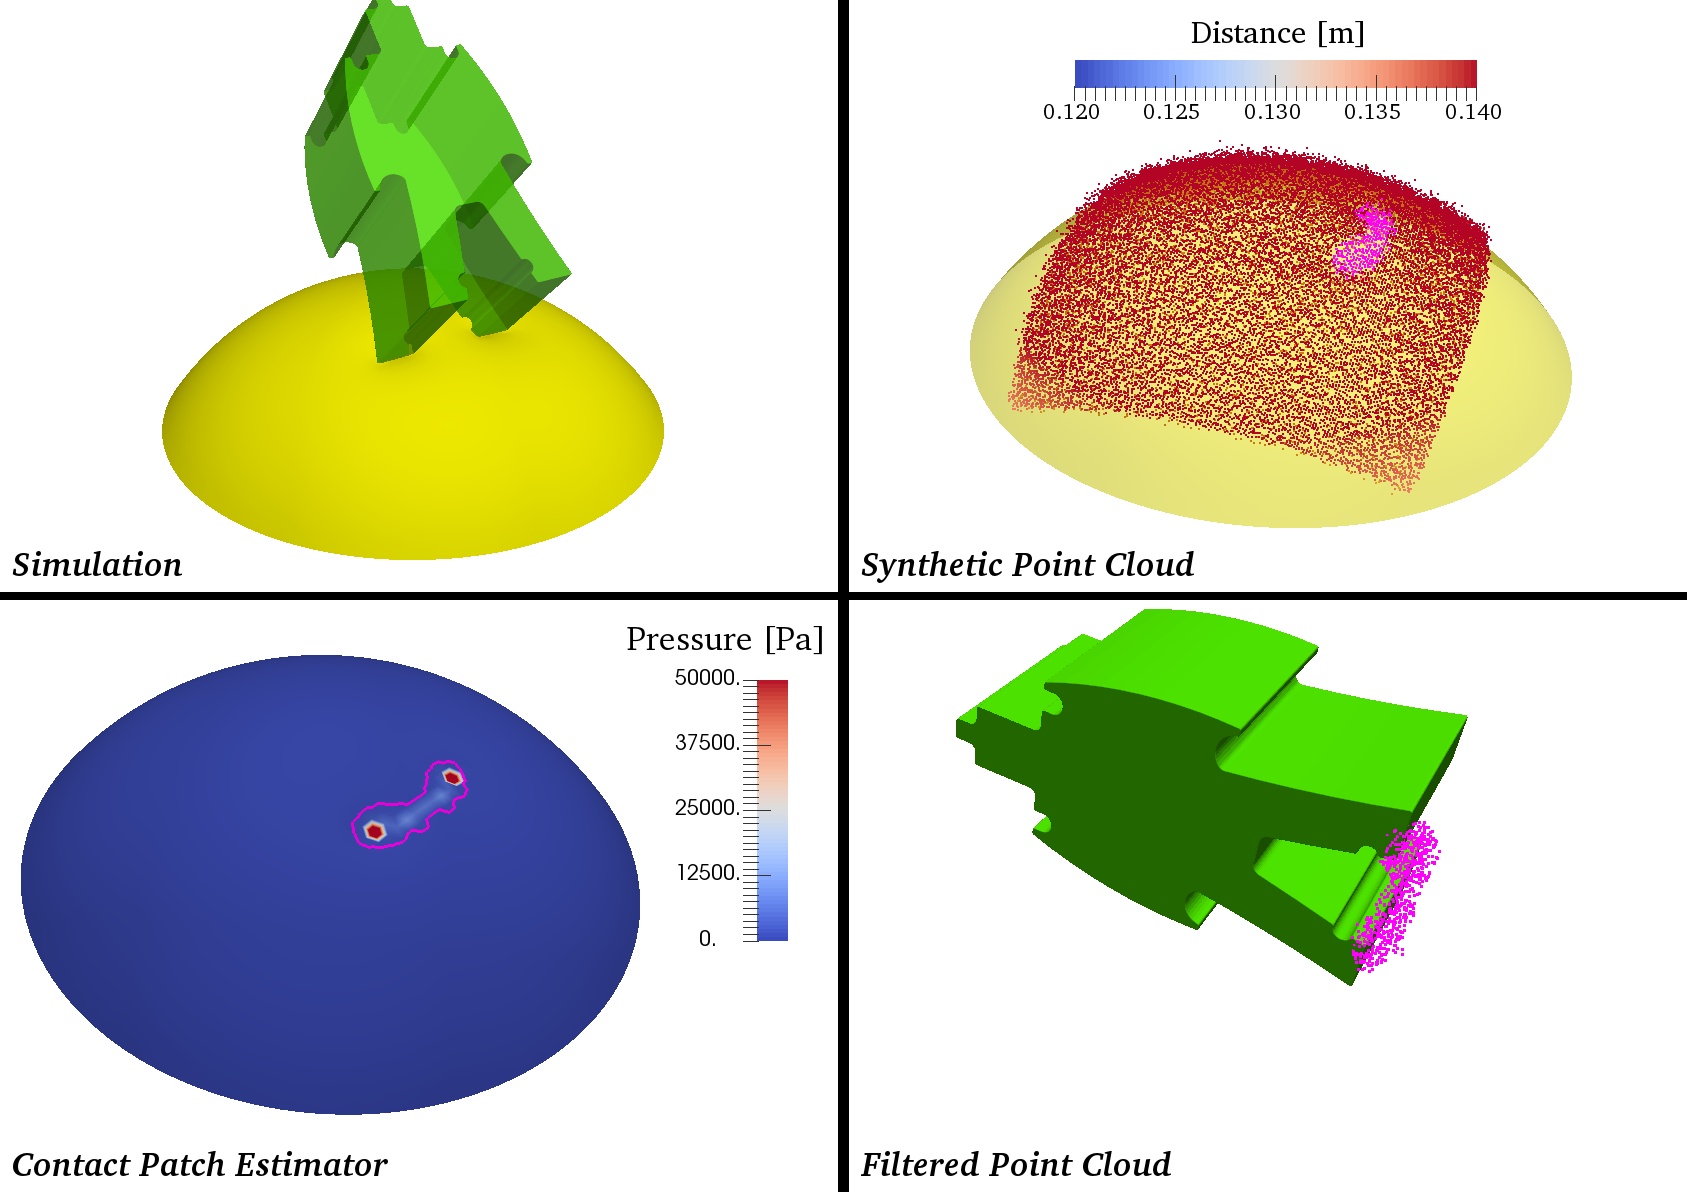 Simulation
Distance [m]
0.120 0.125 0.130 0.135 0.140
Synthetic Point Cloud
Pressure [Pa]
50000.
37500.
25000.
12500.
0.
Contact Patch Estimator
Filtered Point Cloud